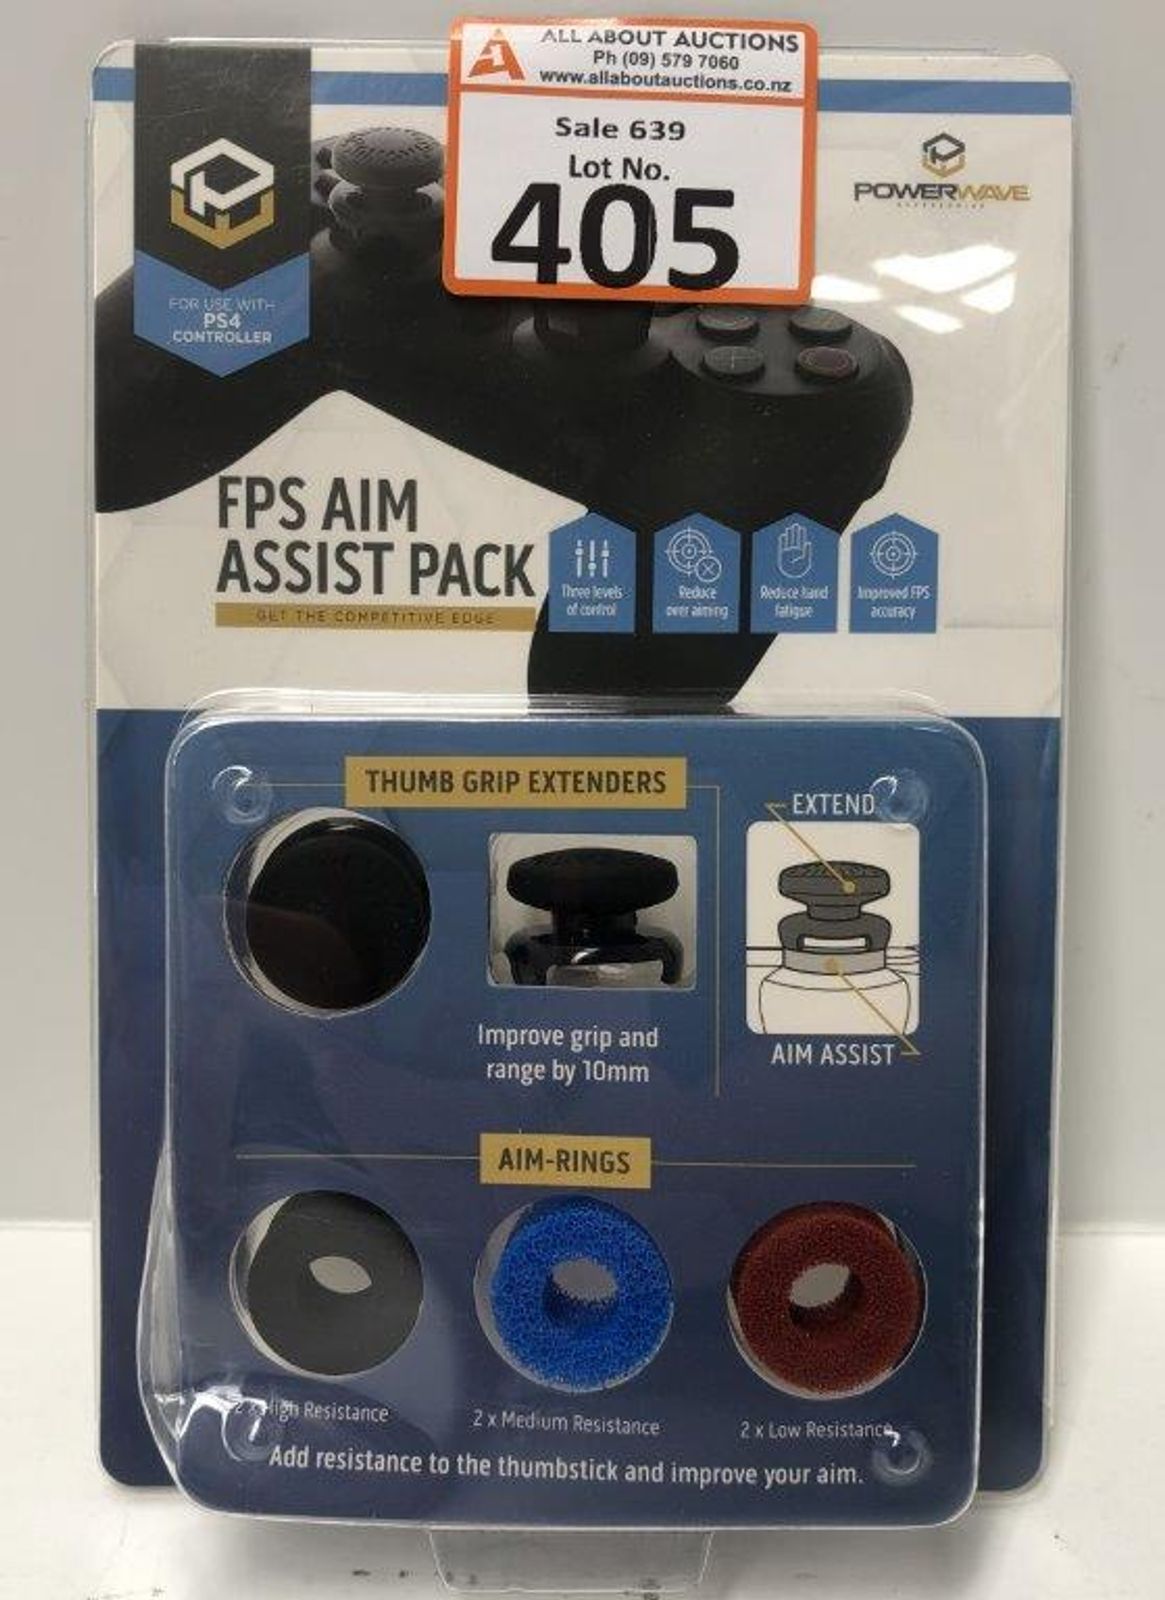 ALL ABOUT AUCTIONS
Ph (09) 579 7060
www.allaboutauctions.co.nz
Sale 639
Lot No.
405
POWERWAVE
FOR USE WITH
PS4
CONTROLLER
FPS AIM
ASSIST PACK
GET THE COMPETITIVE EDGE
Three levels
of control
Reduce
over aiming
Reduce hand
fatigue
Improved FPS
accuracy
THUMB GRIP EXTENDERS
EXTEND
Improve grip and
range by 10mm
AIM ASSIST
AIM-RINGS
2 x High Resistance
2 x Medium Resistance
2 x Low Resistance
Add resistance to the thumbstick and improve your aim.